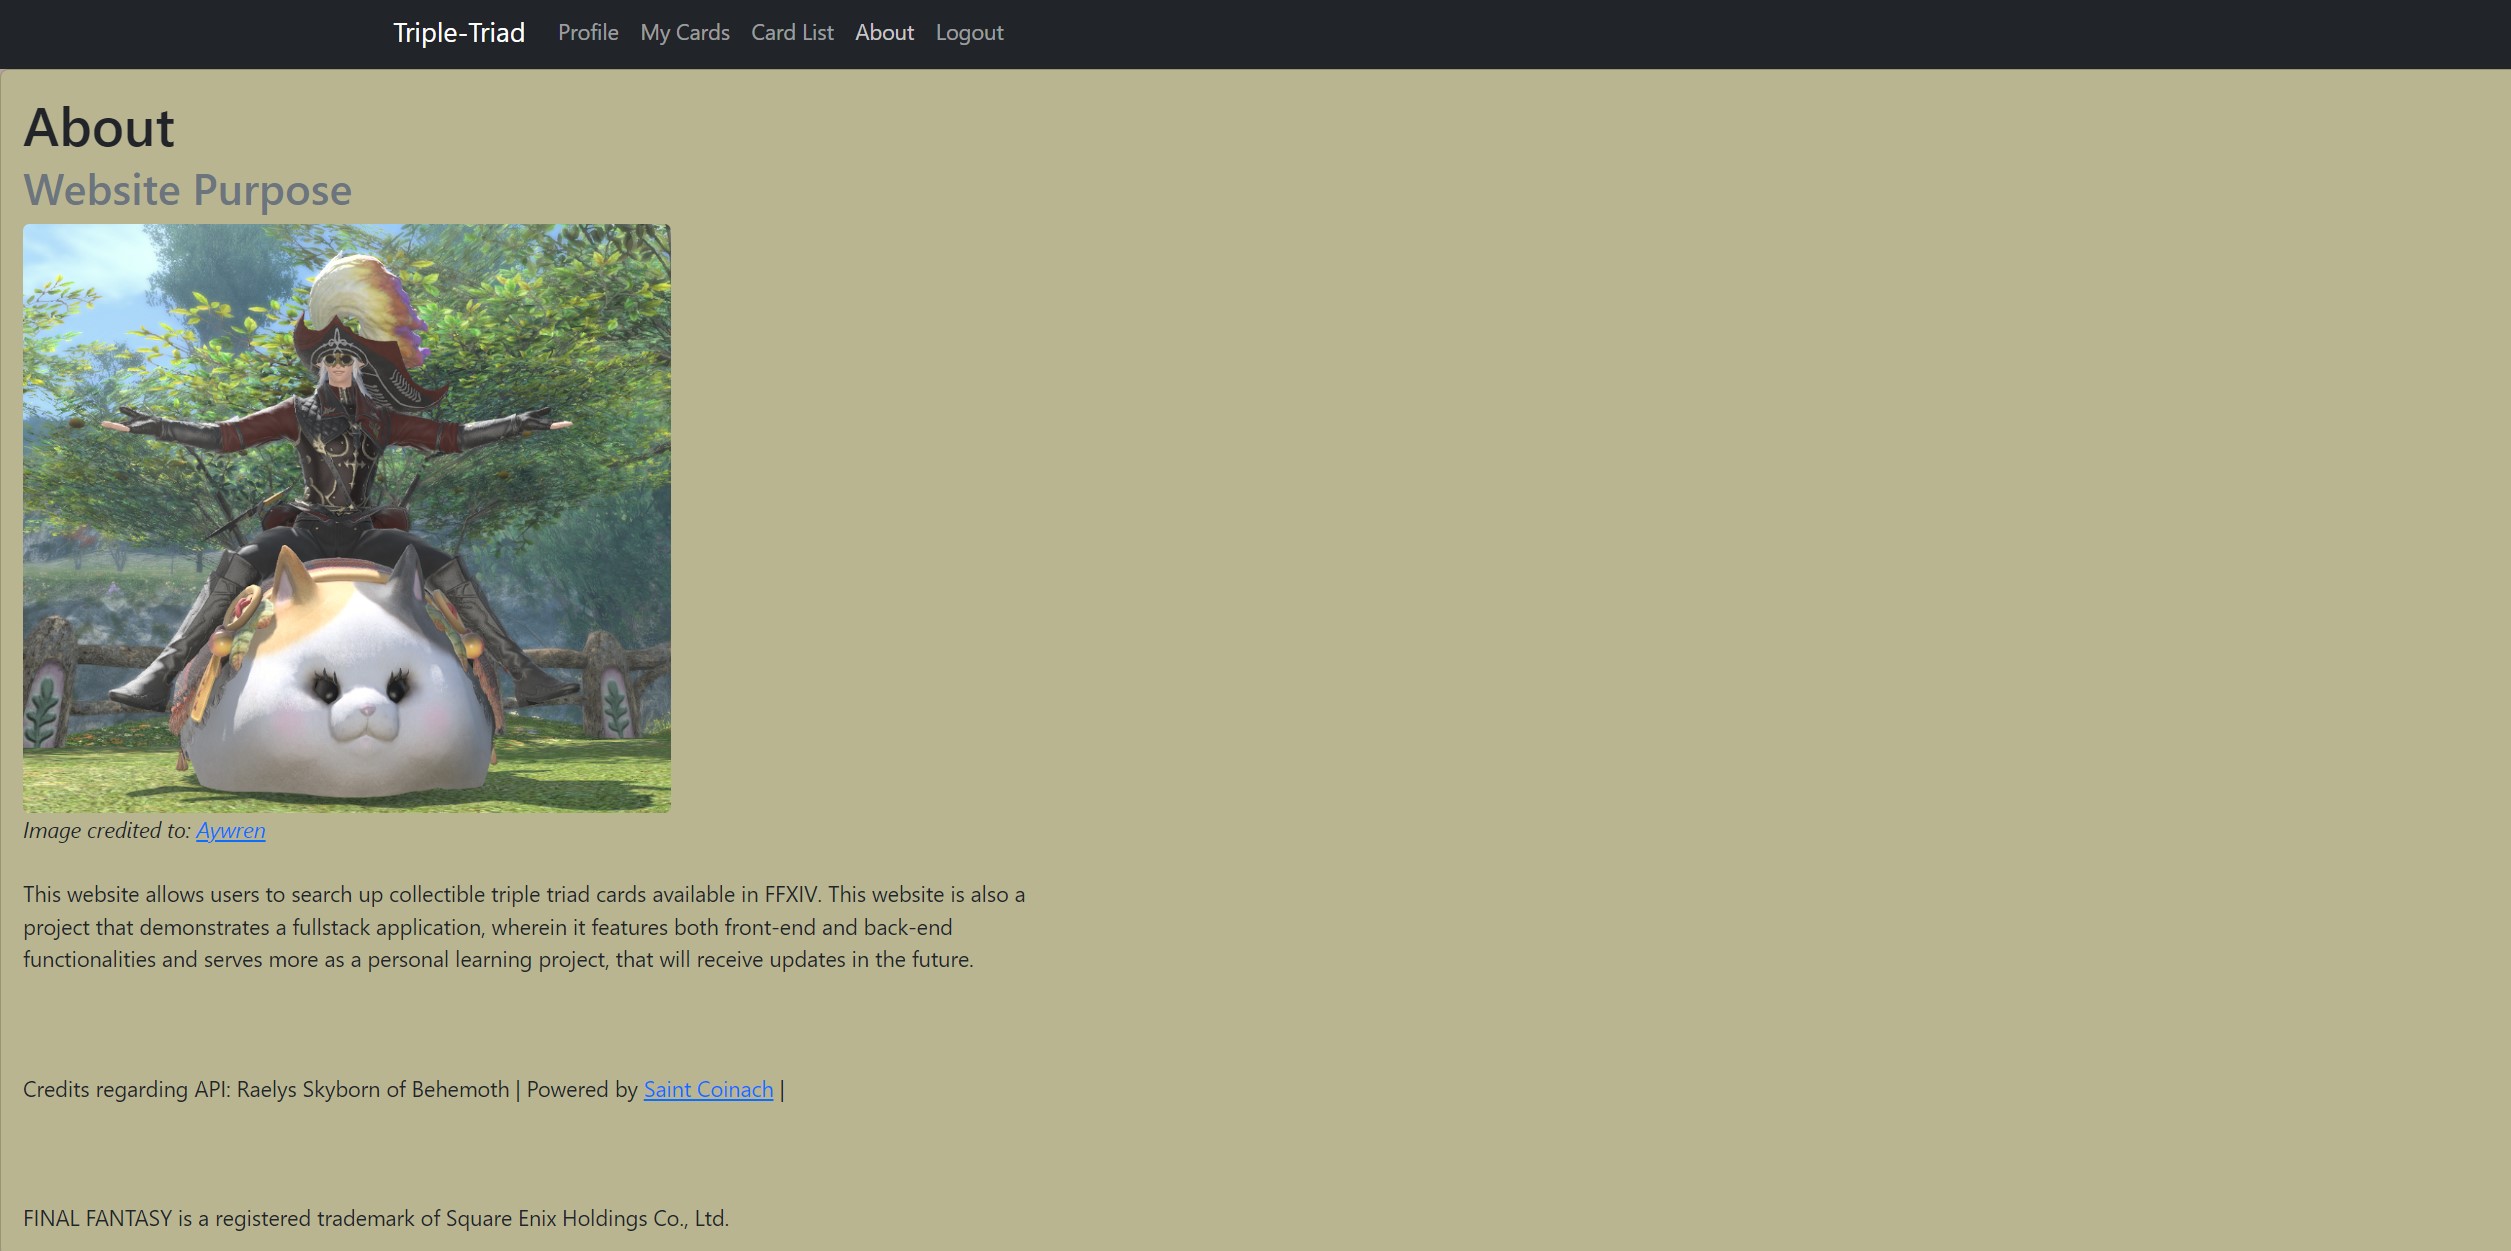 Triple-Triad Profile My Cards Card List About Logout
About
Website Purpose
Image credited to: Aywren
This website allows users to search up collectible triple triad cards available in FFXIV. This website is also a
project that demonstrates a fullstack application, wherein it features both front-end and back-end
functionalities and serves more as a personal learning project, that will receive updates in the future.
Credits regarding API: Raelys Skyborn of Behemoth | Powered by Saint Coinach |
FINAL FANTASY is a registered trademark of Square Enix Holdings Co., Ltd.